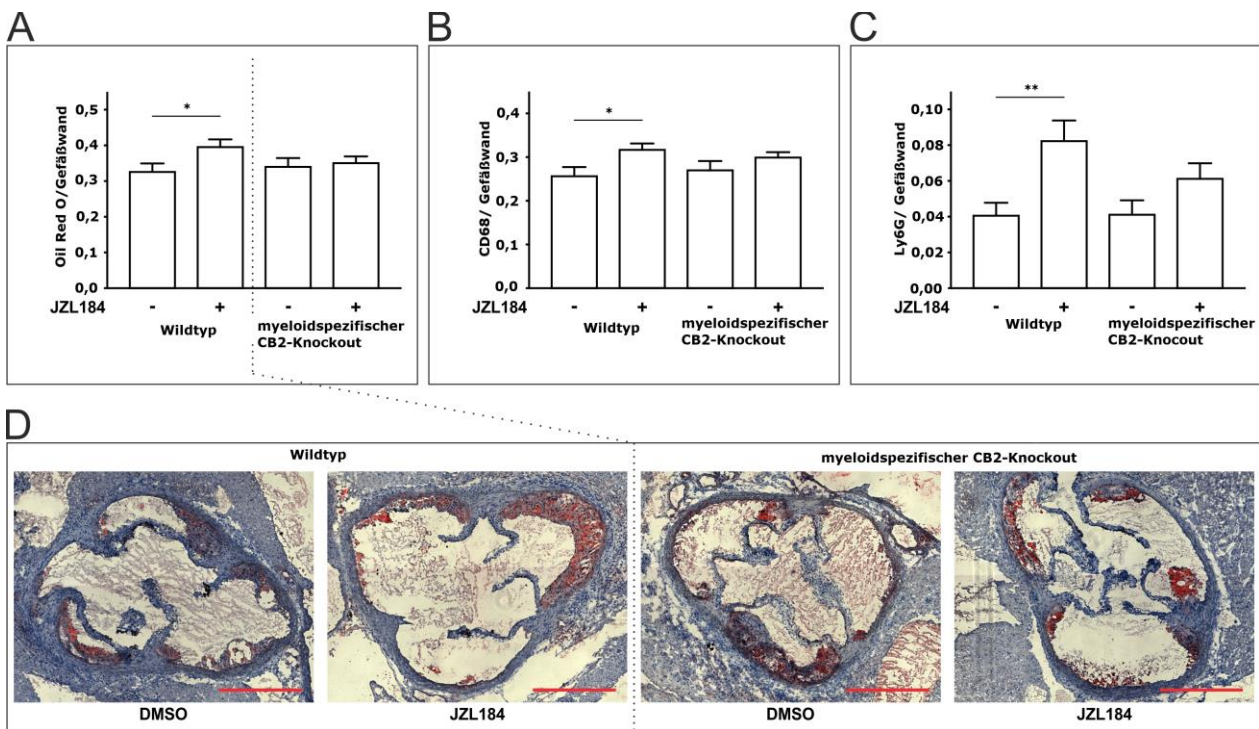 A
Oil Red O/Gefäßwand
0,5
0,4
0,3
0,2
0,1
0,0
*
JZL184
- + - +
Wildtyp
myeloidspezifischer
CB2-Knockout
B
CD68/ Gefäßwand
0,4
0,3
0,2
0,1
0,0
*
JZL184
- + - +
Wildtyp
myeloidspezifischer
CB2-Knockout
C
Ly6G/ Gefäßwand
0,10
0,08
0,06
0,04
0,02
0,00
**
JZL184
- + - +
Wildtyp
myeloidspezifischer
CB2-Knocout
D
Wildtyp
myeloidspezifischer CB2-Knockout
DMSO
JZL184
DMSO
JZL184